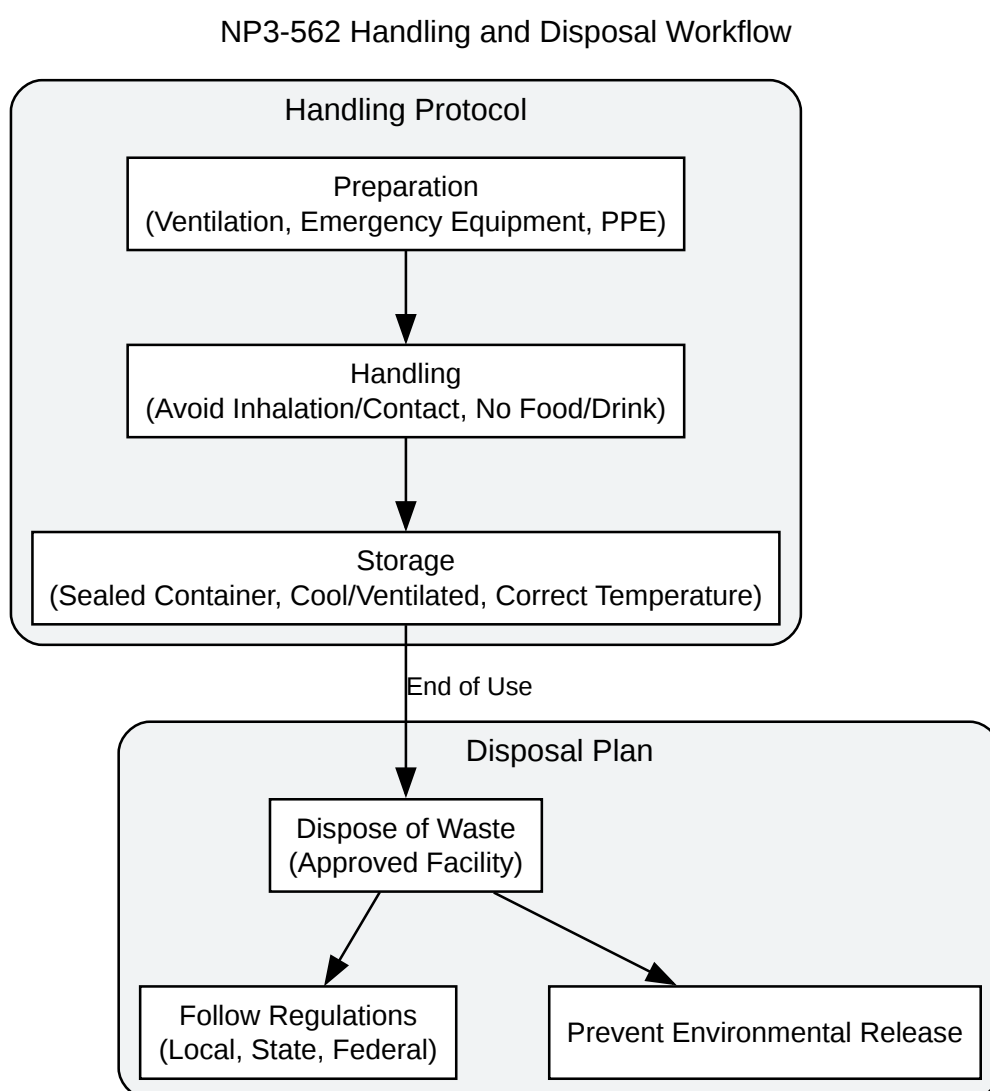 NP3-562 Handling and Disposal Workflow
Handling Protocol
Preparation
(Ventilation, Emergency Equipment, PPE)
Handling
(Avoid Inhalation/Contact, No Food/Drink)
Storage
(Sealed Container, Cool/Ventilated, Correct Temperature)
End of Use
Disposal Plan
Dispose of Waste
(Approved Facility)
Follow Regulations
(Local, State, Federal)
Prevent Environmental Release